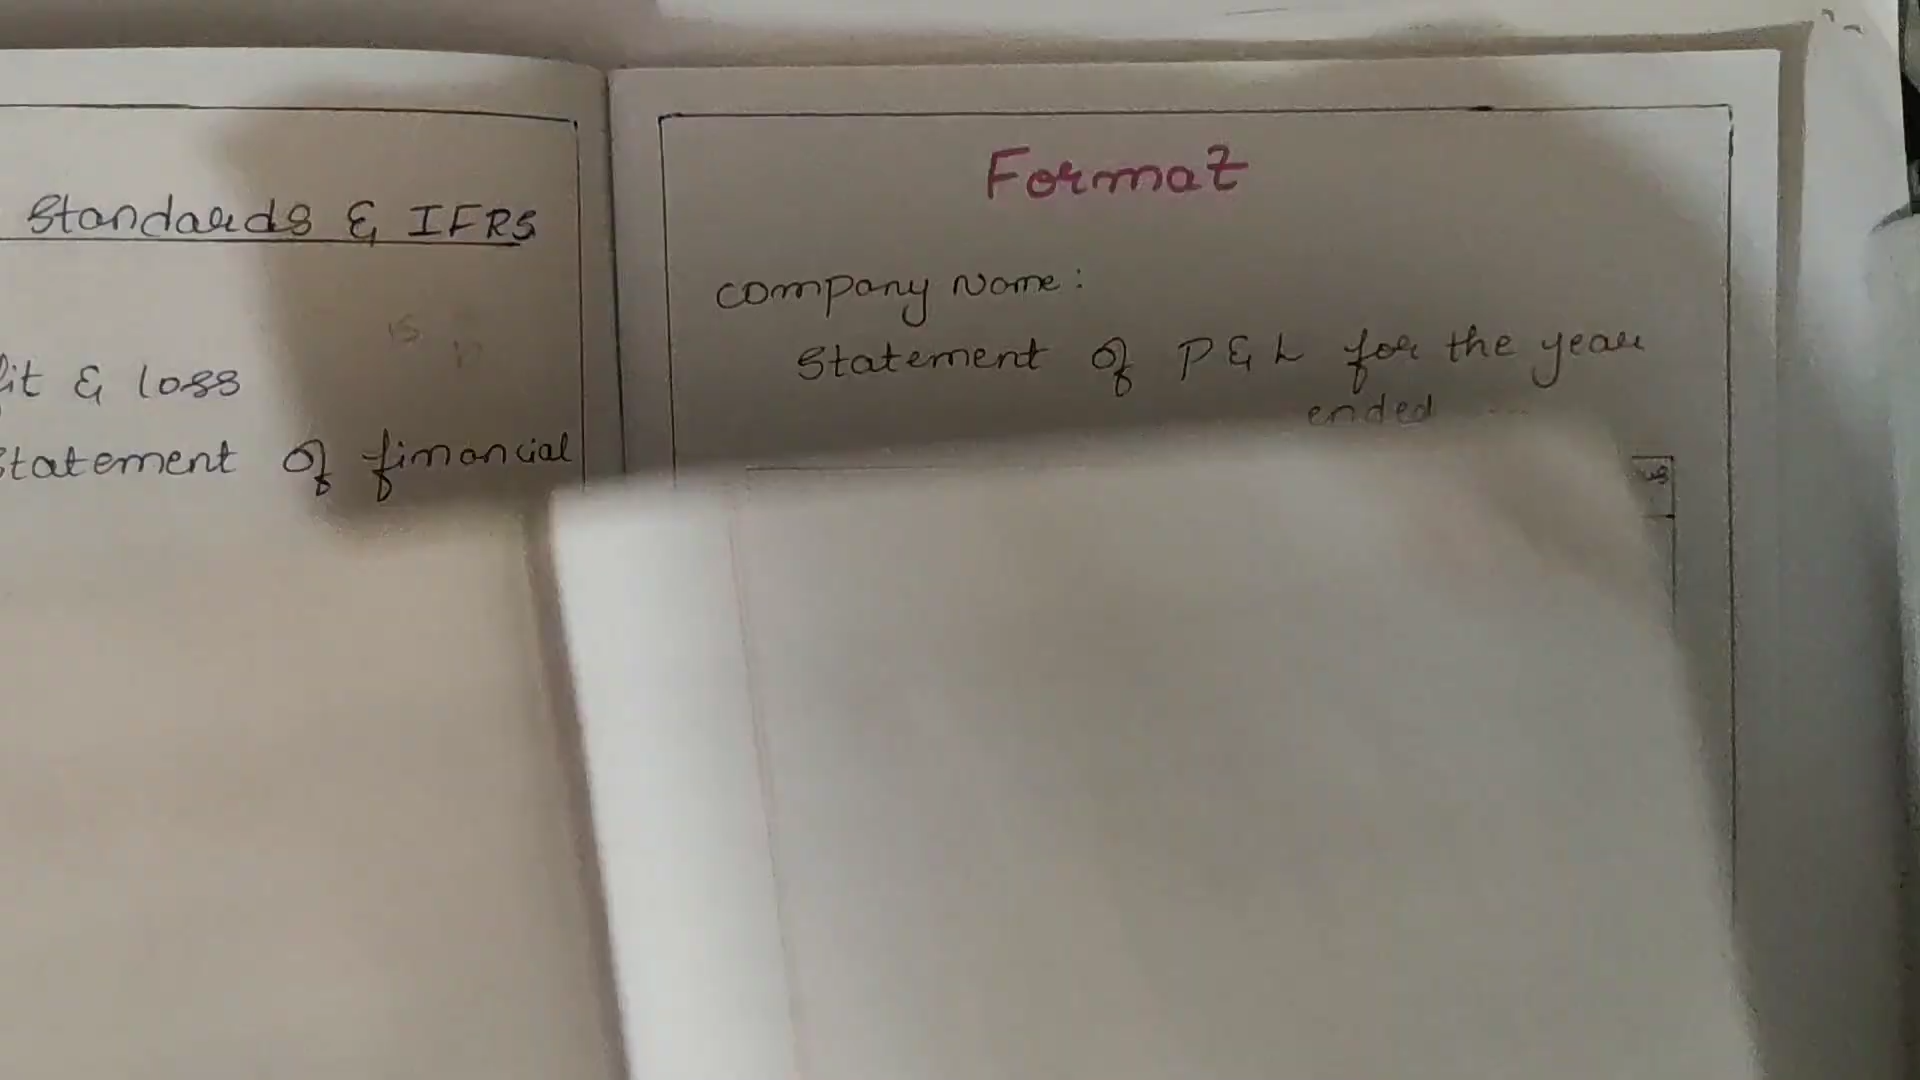 Standards & IFRS
fit & loss
Statement of financial
Format
Company Name :
Statement of P & L for the year
ended ...